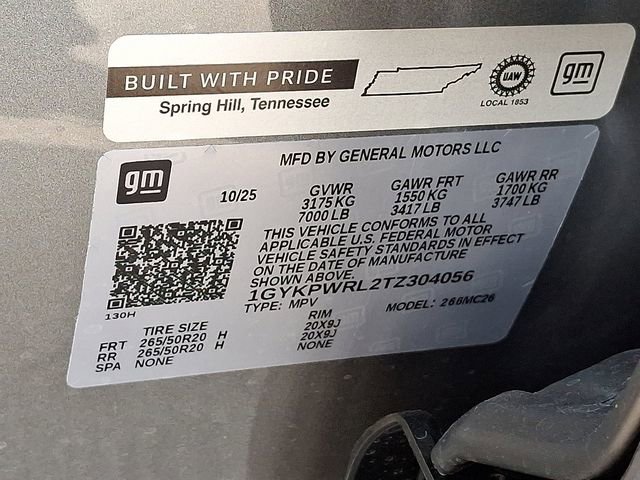 BUILT WITH PRIDE
Spring Hill, Tennessee
UAW
LOCAL 1853
gm
gm
MFD BY GENERAL MOTORS LLC
10/25
GVWR GAWR FRT GAWR RR
3175 KG 1550 KG 1700 KG
7000 LB 3417 LB 3747 LB
THIS VEHICLE CONFORMS TO ALL
APPLICABLE U.S. FEDERAL MOTOR
VEHICLE SAFETY STANDARDS IN EFFECT
ON THE DATE OF MANUFACTURE
SHOWN ABOVE.
1GYKPWRL2TZ304056
TYPE: MPV MODEL: 266MC26
130H
TIRE SIZE RIM
FRT 265/50R20 H 20X9J
RR 265/50R20 H 20X9J
SPA NONE NONE